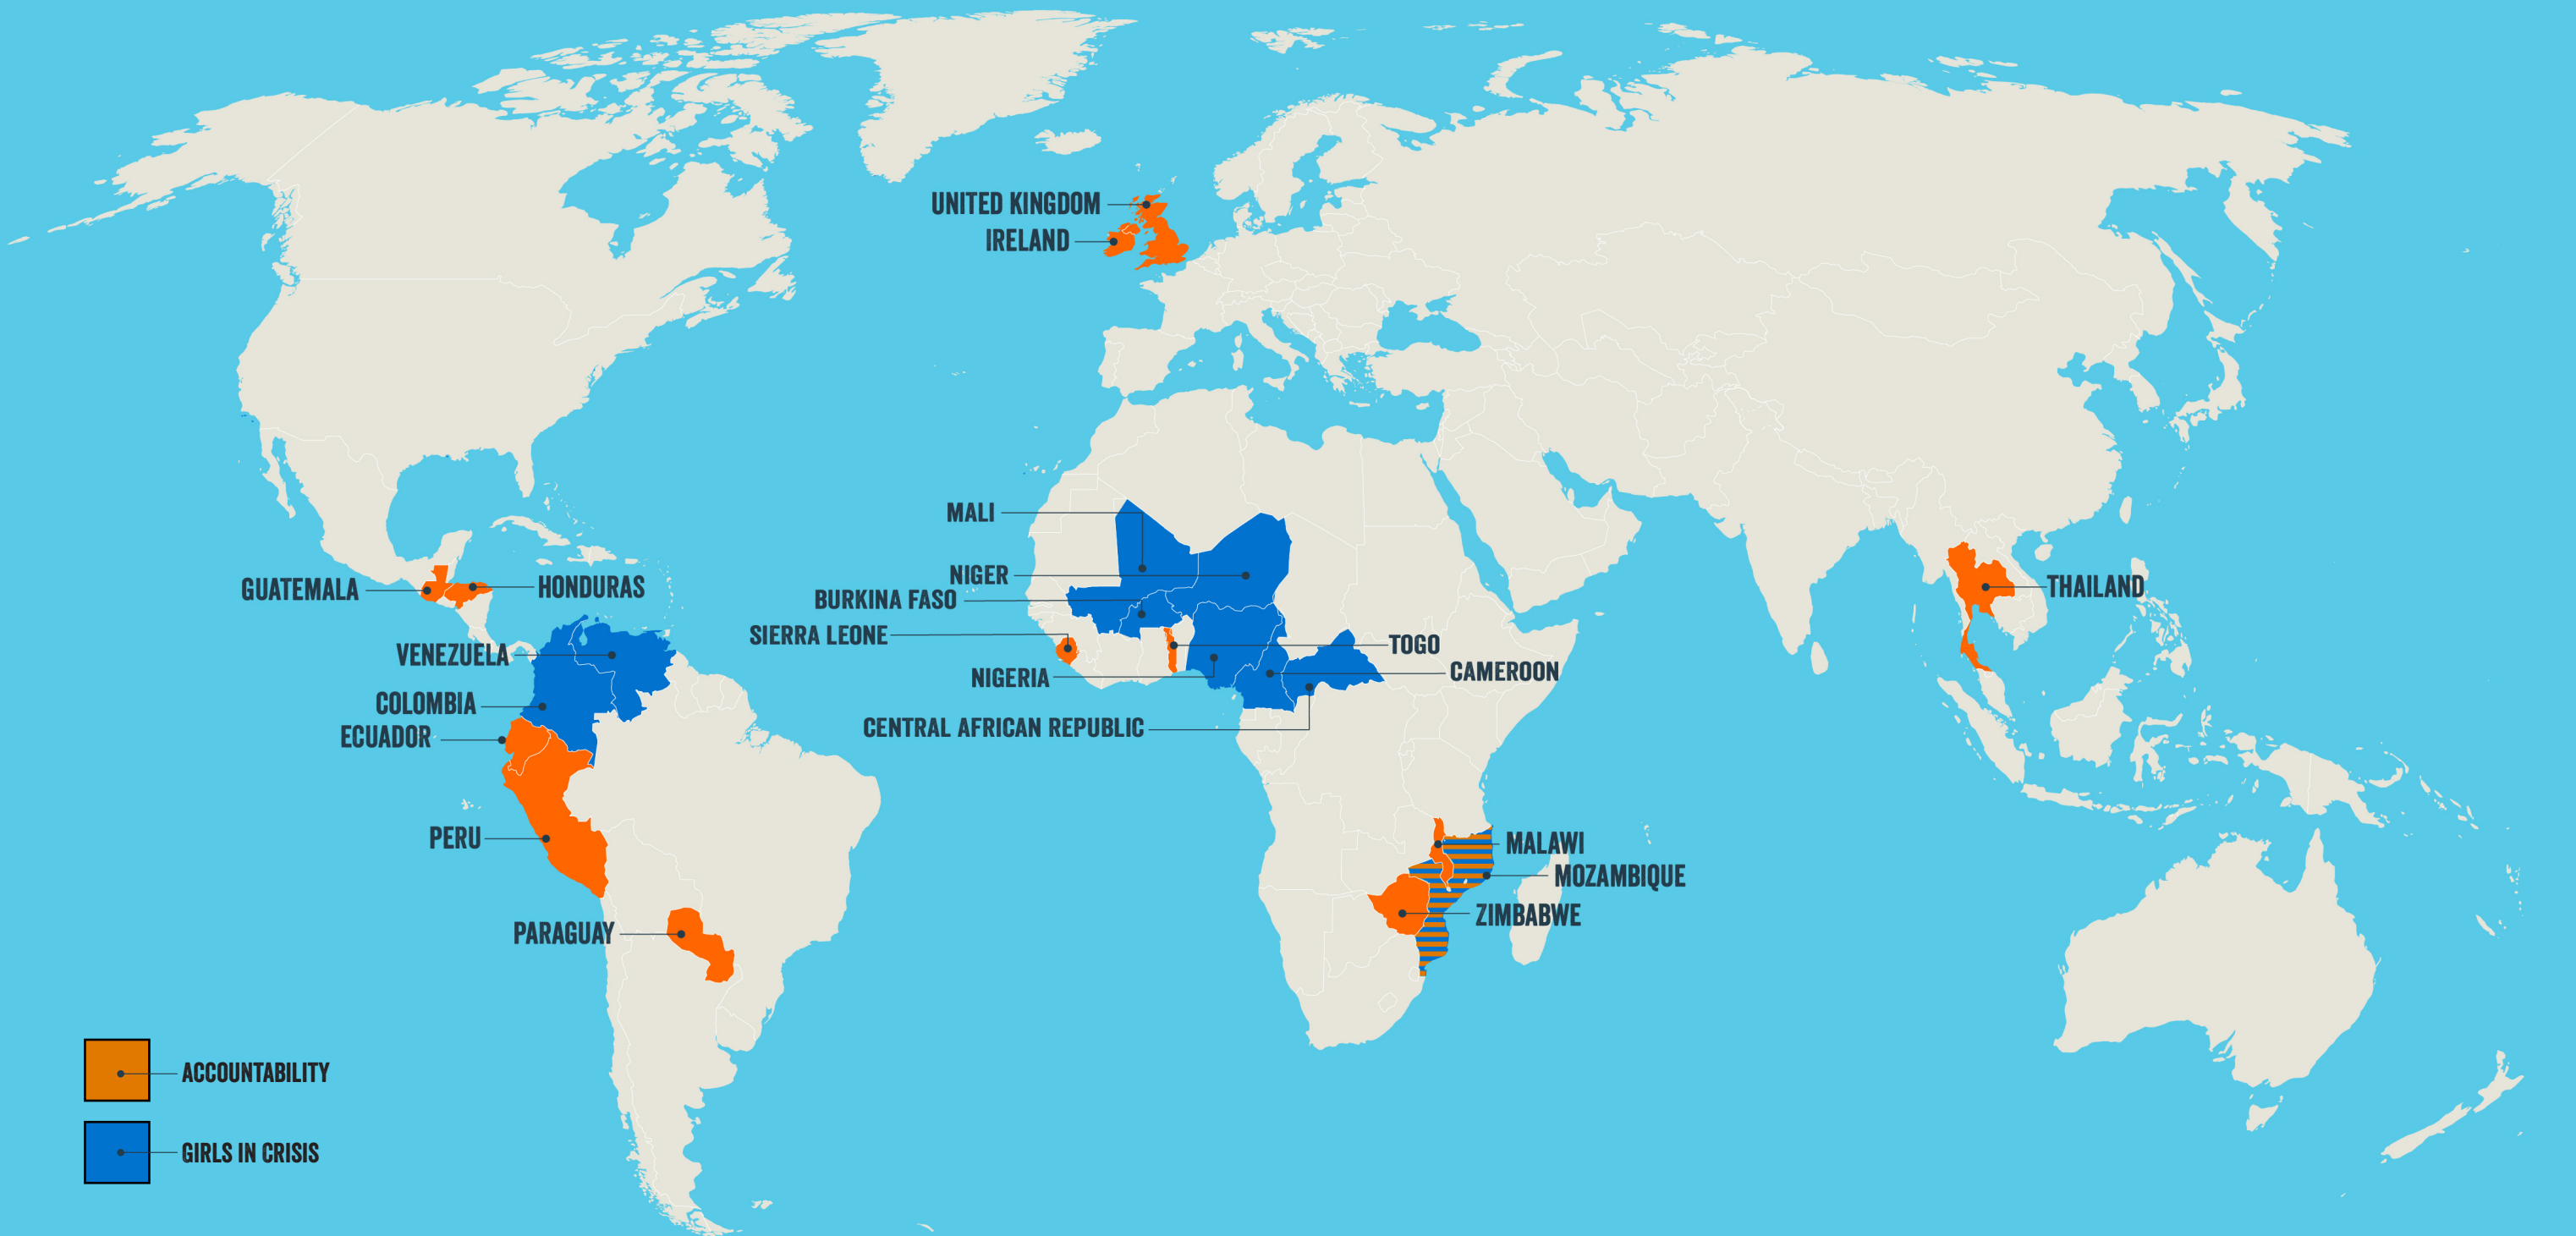 UNITED KINGDOM
IRELAND
MALI
NIGER
BURKINA FASO
SIERRA LEONE
NIGERIA
CENTRAL AFRICAN REPUBLIC
TOGO
CAMEROON
GUATEMALA
HONDURAS
VENEZUELA
COLOMBIA
ECUADOR
PERU
PARAGUAY
THAILAND
MALAWI
MOZAMBIQUE
ZIMBABWE
ACCOUNTABILITY
GIRLS IN CRISIS